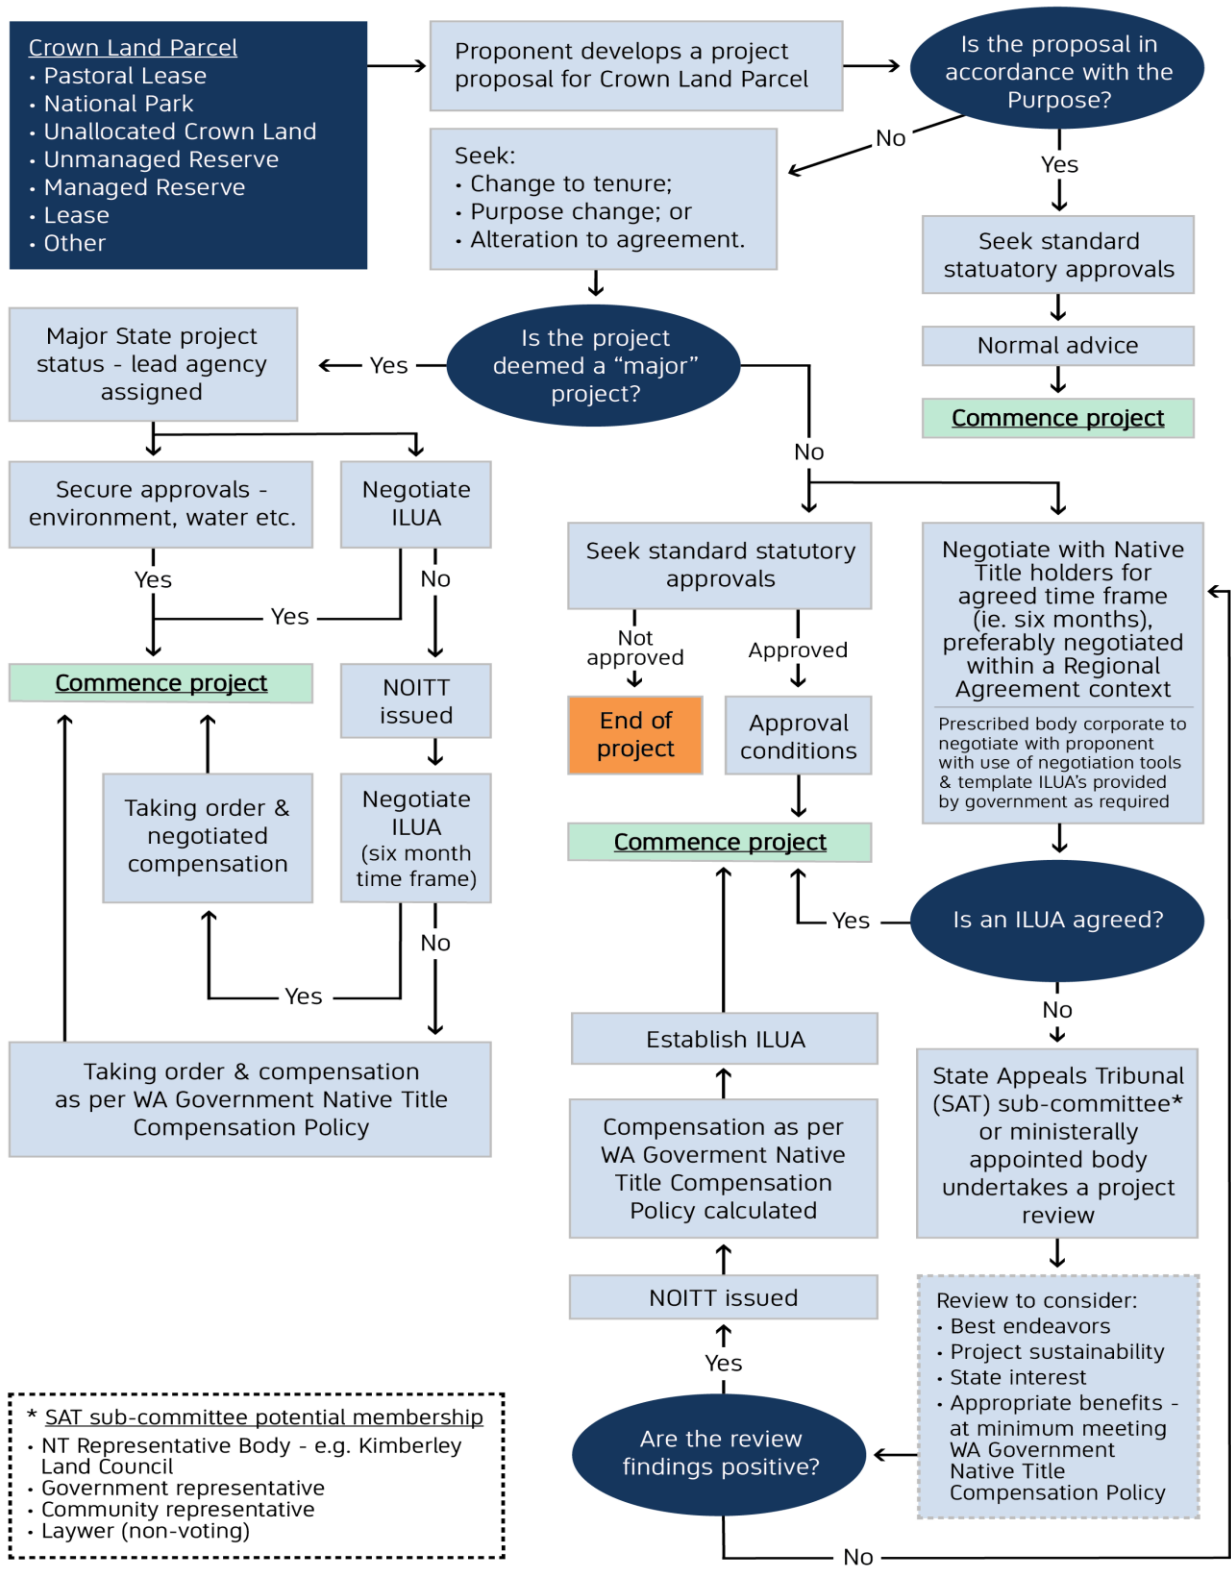 Crown Land Parcel
• Pastoral Lease
• National Park
• Unallocated Crown Land
• Unmanaged Reserve
• Managed Reserve
• Lease
• Other
Proponent develops a project
proposal for Crown Land Parcel
Is the proposal in
accordance with the
Purpose?
No
Yes
Seek:
• Change to tenure;
• Purpose change; or
• Alteration to agreement.
Seek standard
statuatory approvals
Normal advice
Commence project
Is the project
deemed a “major”
project?
Yes
No
Major State project
status - lead agency
assigned
Secure approvals -
environment, water etc.
Negotiate
ILUA
Yes
Yes
No
Commence project
NOITT
issued
Negotiate
ILUA
(six month
time frame)
Taking order &
negotiated
compensation
Yes
No
Taking order & compensation
as per WA Government Native Title
Compensation Policy
Seek standard statutory
approvals
Not
approved
Approved
End of
project
Approval
conditions
Commence project
Negotiate with Native
Title holders for
agreed time frame
(ie. six months),
preferably negotiated
within a Regional
Agreement context
Prescribed body corporate to
negotiate with proponent
with use of negotiation tools
& template ILUA's provided
by government as required
Is an ILUA agreed?
Yes
No
State Appeals Tribunal
(SAT) sub-committee*
or ministerally
appointed body
undertakes a project
review
Review to consider:
• Best endeavors
• Project sustainability
• State interest
• Appropriate benefits -
at minimum meeting
WA Government
Native Title
Compensation Policy
Are the review
findings positive?
Yes
No
NOITT issued
Compensation as per
WA Goverment Native
Title Compensation
Policy calculated
Establish ILUA
* SAT sub-committee potential membership
• NT Representative Body - e.g. Kimberley
Land Council
• Government representative
• Community representative
• Laywer (non-voting)